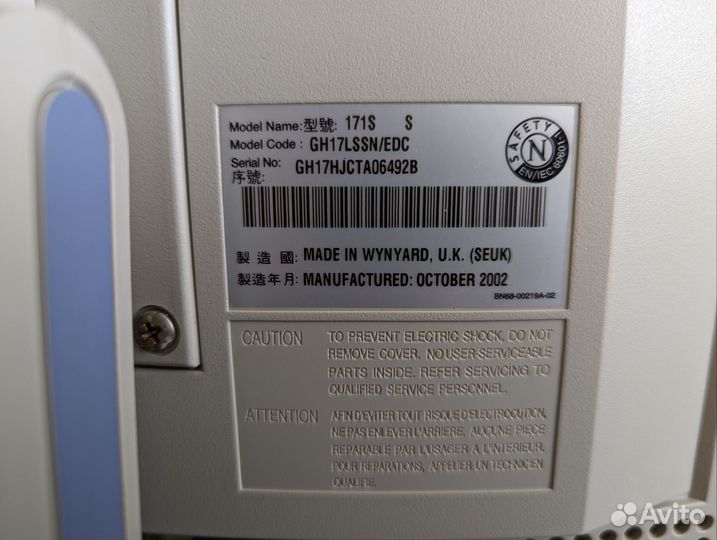 Model Name:型號: 171S S
Model Code : GH17LSSN/EDC
Serial No: GH17HJCTA06492B
序號:
SAFETY
N
EN/IEC 60601-1
製 造 國: MADE IN WYNYARD, U.K. (SEUK)
製造年月: MANUFACTURED: OCTOBER 2002
BN68-00219A-02
CAUTION TO PREVENT ELECTRIC SHOCK, DO NOT
REMOVE COVER. NO USER-SERVICEABLE
PARTS INSIDE. REFER SERVICING TO
QUALIFIED SERVICE PERSONNEL.
ATTENTION AFIN D'EVITER TOUT RISQUE D'ELECTROCUTION,
NE PAS ENLEVER L'ARRIERE. AUCUNE PIECE
REPARABLE PAR L'USAGER A L'INTERIEUR.
POUR REPARATIONS, APPELER UN TECHNICIEN
QUALIFIE.
Avito